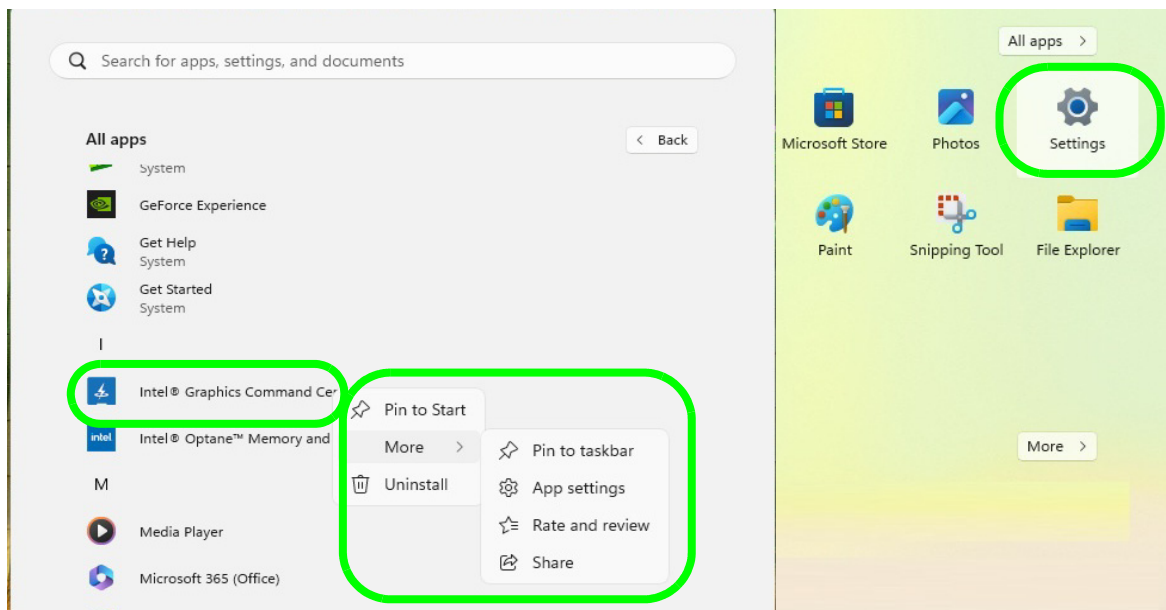 Search for apps, settings, and documents
All apps
< Back
System
GeForce Experience
Get Help
System
Get Started
System
I
Intel® Graphics Command Ce
intel
Intel® Optane™ Memory and
M
Media Player
Microsoft 365 (Office)
Pin to Start
More >
Uninstall
Pin to taskbar
App settings
Rate and review
Share
All apps >
Microsoft Store
Photos
Settings
Paint
Snipping Tool
File Explorer
More >